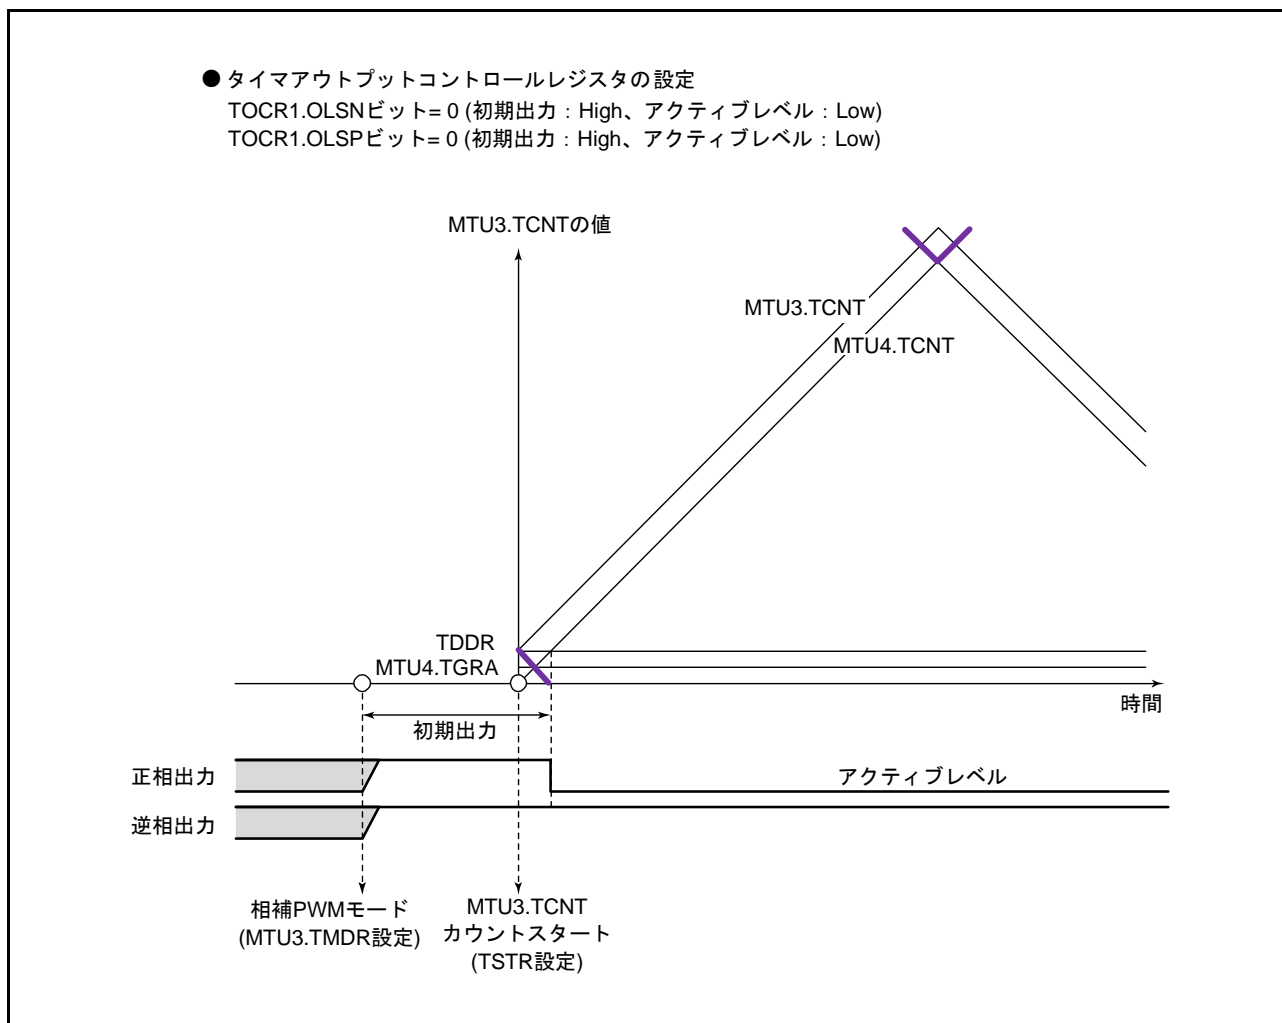 ● タイマアウトプットコントロールレジスタの設定
TOCR1.OLSNビット= 0 (初期出力：High、アクティブレベル：Low)
TOCR1.OLSPビット= 0 (初期出力：High、アクティブレベル：Low)
MTU3.TCNTの値
MTU3.TCNT
MTU4.TCNT
TDDR
MTU4.TGRA
時間
初期出力
正相出力
アクティブレベル
逆相出力
相補PWMモード
(MTU3.TMDR設定)
MTU3.TCNT
カウントスタート
(TSTR設定)